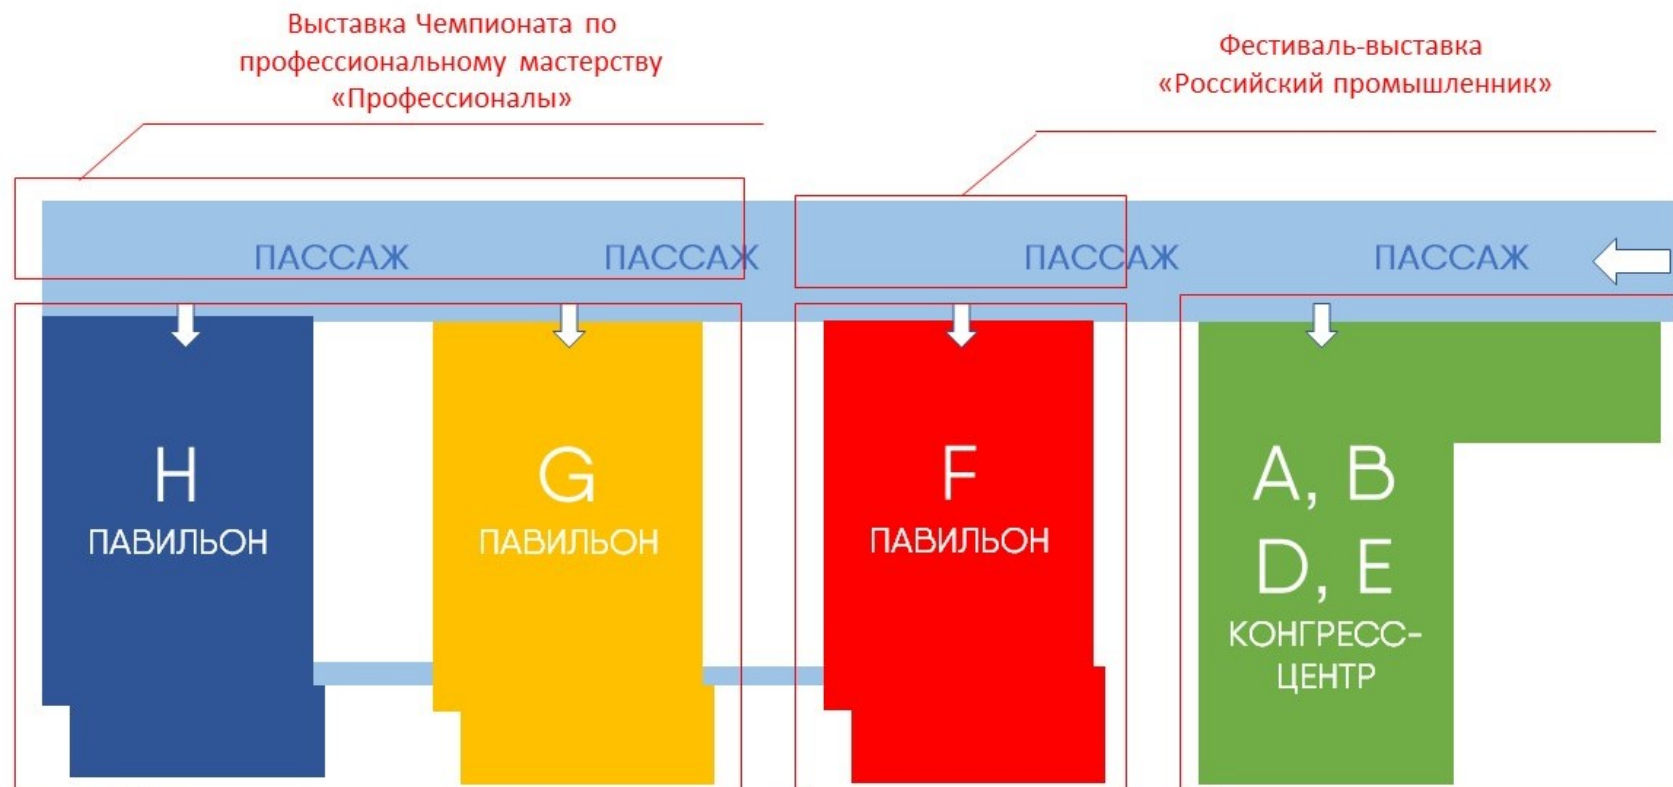 Выставка Чемпионата по
профессиональному мастерству
«Профессионалы»
Фестиваль-выставка
«Российский промышленник»
ПАССАЖ
ПАССАЖ
ПАССАЖ
ПАССАЖ
H
ПАВИЛЬОН
G
ПАВИЛЬОН
F
ПАВИЛЬОН
A, B
D, E
КОНГРЕСС-
ЦЕНТР